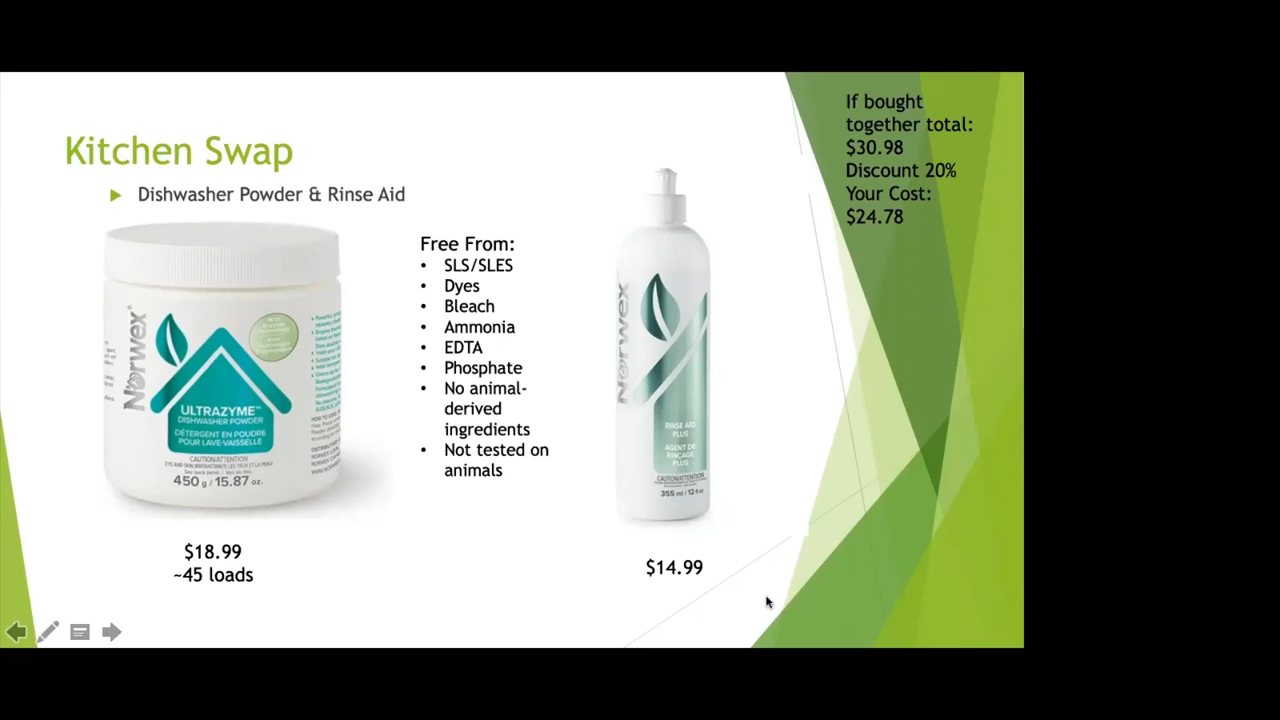 If bought
together total:
$30.98
Discount 20%
Your Cost:
$24.78
Kitchen Swap
Dishwasher Powder & Rinse Aid
Free From:
• SLS/SLES
• Dyes
• Bleach
• Ammonia
• EDTA
• Phosphate
• No animal-
derived
ingredients
• Not tested on
animals
Norwex®
ULTRAZYME™
DISHWASHER POWDER
DÉTERGENT EN POUDRE
POUR LAVE-VAISSELLE
CAUTION/ATTENTION
450 g / 15.87 oz.
Norwex
RINSE AID
PLUS
AGENT DE
RINÇAGE
PLUS
CAUTION/ATTENTION
355 ml / 12 fl oz
$18.99
~45 loads
$14.99